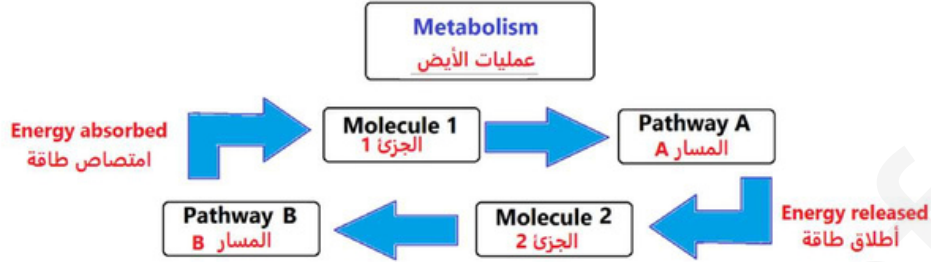 Metabolism
عمليات الأيض
Energy absorbed
امتصاص طاقة
Molecule 1
الجزئ 1
Pathway A
المسار A
Pathway B
المسار B
Molecule 2
الجزئ 2
Energy released
أطلاق طاقة